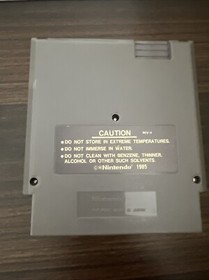 CAUTION
• DO NOT STORE IN EXTREME TEMPERATURES.
• DO NOT IMMERSE IN WATER.
• DO NOT CLEAN WITH BENZENE, THINNER,
ALCOHOL OR OTHER SUCH SOLVENTS.
Nintendo 1985